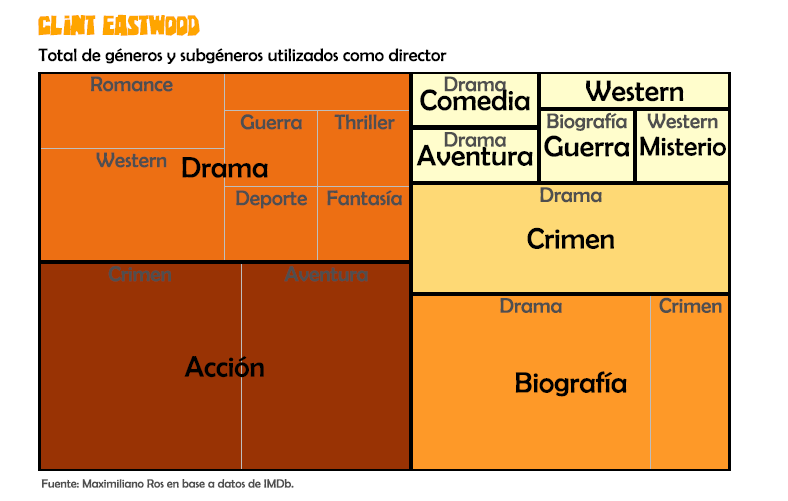 CLINT EASTWOOD
Total de géneros y subgéneros utilizados como director
Romance
Guerra
Thriller
Western
Drama
Deporte
Fantasía
Crimen
Aventura
Acción
Drama
Comedia
Western
Drama
Aventura
Biografía
Guerra
Western
Misterio
Drama
Crimen
Drama
Crimen
Biografía
Fuente: Maximiliano Ros en base a datos de IMDb.